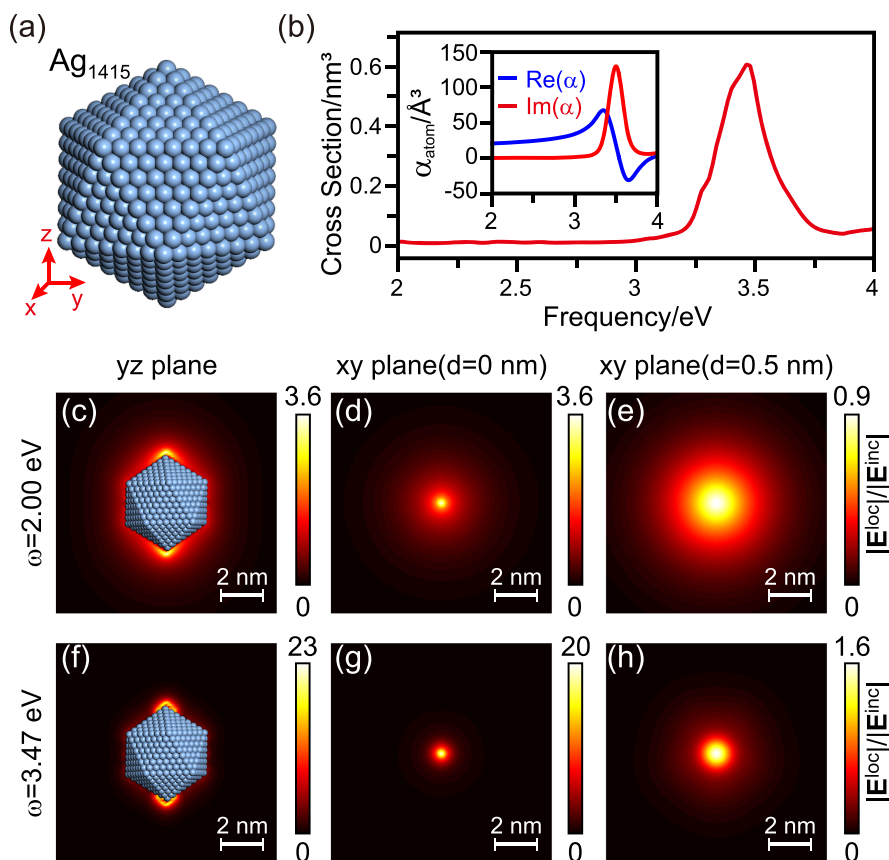 (a)
Ag1415
z
x
y
(b)
Cross Section/nm³
0.6
0.4
0.2
0
αatom/Å³
150
100
50
0
-50
Re(α)
Im(α)
2
3
4
2
2.5
3
3.5
4
Frequency/eV
yz plane
xy plane(d=0 nm)
xy plane(d=0.5 nm)
ω=2.00 eV
(c)
2 nm
3.6
0
(d)
2 nm
3.6
0
(e)
2 nm
0.9
0
|E^loc|/|E^inc|
ω=3.47 eV
(f)
2 nm
23
0
(g)
2 nm
20
0
(h)
2 nm
1.6
0
|E^loc|/|E^inc|